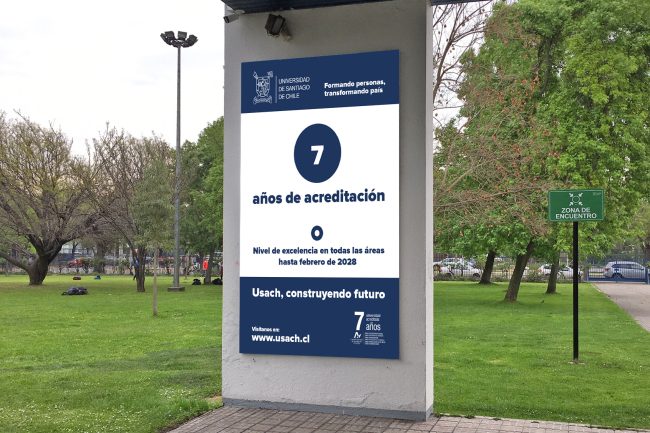 UNIVERSIDAD
DE SANTIAGO
DE CHILE
Formando personas,
transformando país
7
años de acreditación
Nivel de excelencia en todas las áreas
hasta febrero de 2028
Usach, construyendo futuro
Visítanos en:
www.usach.cl
7
años
ZONA DE
ENCUENTRO